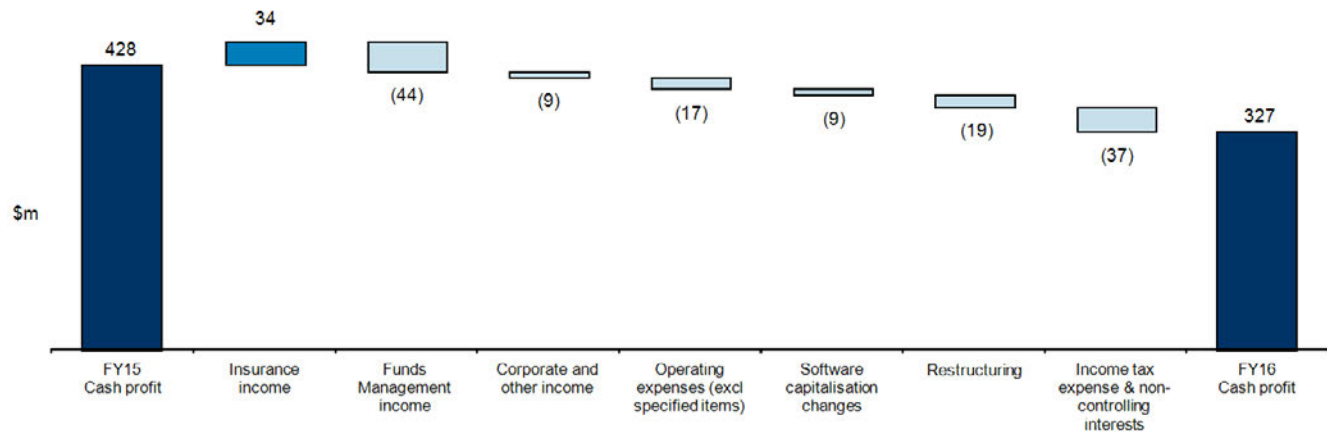 34
428
(44)
(9)
(17)
(9)
(19)
(37)
327
$m
FY15
Cash profit
Insurance
income
Funds
Management
income
Corporate and
other income
Operating
expenses (excl
specified items)
Software
capitalisation
changes
Restructuring
Income tax
expense & non-
controlling
interests
FY16
Cash profit